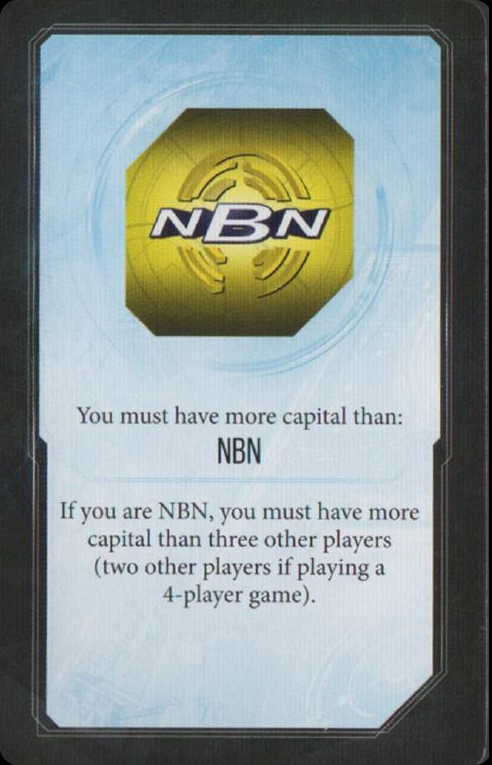 NBN
You must have more capital than:
NBN
If you are NBN, you must have more
capital than three other players
(two other players if playing a
4-player game).